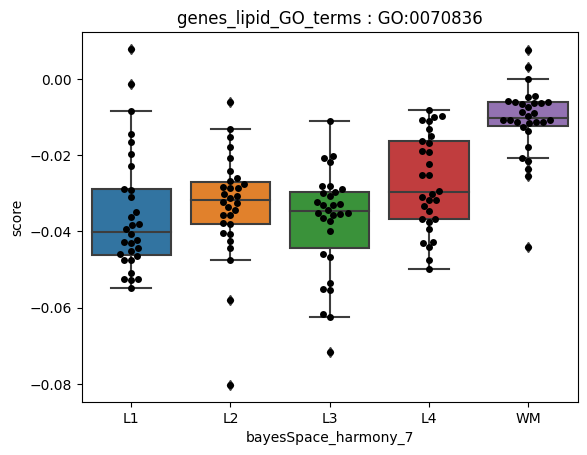 genes_lipid_GO_terms : GO:0070836
0.00
−0.02
−0.04
−0.06
−0.08
score
L1 L2 L3 L4 WM
bayesSpace_harmony_7